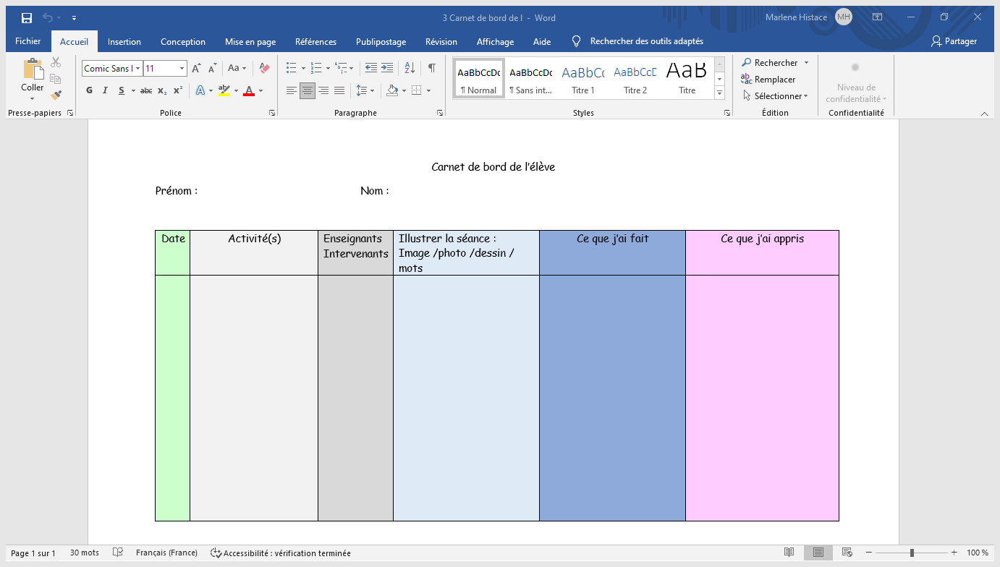 3 Carnet de bord de l - Word
Marlene Histace
MH
Fichier Accueil Insertion Conception Mise en page Références Publipostage Révision Affichage Aide Rechercher des outils adaptés Partager
Coller
Presse-papiers
Comic Sans 11
Aa
G I S abc x₂ x²
A ab A
Police
Paragraphe
AaBbCcDc AaBbCcDc AaBbCc AaBbCcD AaB
¶ Normal ¶ Sans int... Titre 1 Titre 2 Titre
Styles
Rechercher
Remplacer
Sélectionner
Édition
Niveau de
confidentialité
Confidentialité
Carnet de bord de l'élève
Prénom : Nom :
Date
Activité(s)
Enseignants
Intervenants
Illustrer la séance :
Image /photo /dessin /
mots
Ce que j'ai fait
Ce que j'ai appris
Page 1 sur 1 30 mots Français (France) Accessibilité : vérification terminée 100 %